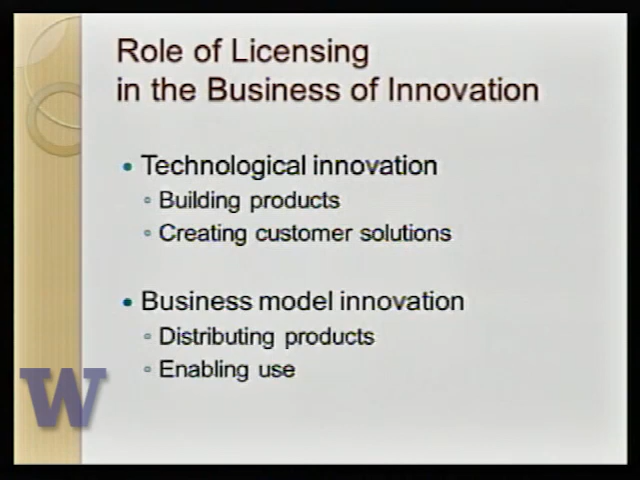 Role of Licensing
in the Business of Innovation
• Technological innovation
◦ Building products
◦ Creating customer solutions
• Business model innovation
◦ Distributing products
◦ Enabling use
W